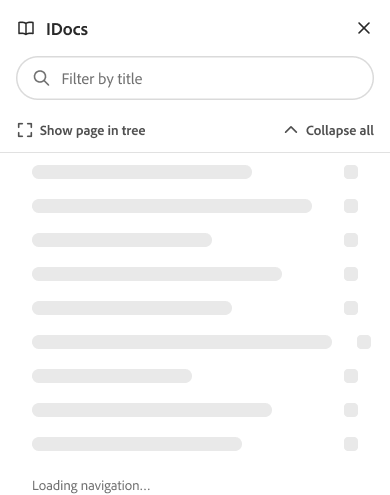 IDocs
Filter by title
Show page in tree
Collapse all
Loading navigation...